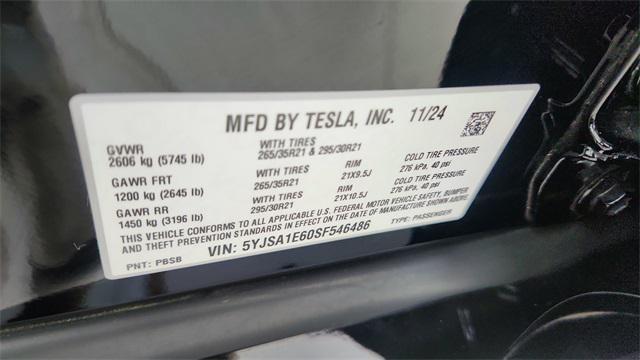 MFD BY TESLA, INC. 11/24
GVWR WITH TIRES
2606 kg (5745 lb) 265/35R21 & 295/30R21
GAWR FRT WITH TIRES RIM COLD TIRE PRESSURE
1200 kg (2645 lb) 265/35R21 21X9.5J 276 kPa, 40 psi
GAWR RR WITH TIRES RIM COLD TIRE PRESSURE
1450 kg (3196 lb) 295/30R21 21X10.5J 276 kPa, 40 psi
THIS VEHICLE CONFORMS TO ALL APPLICABLE U.S. FEDERAL MOTOR VEHICLE SAFETY, BUMPER
AND THEFT PREVENTION STANDARDS IN EFFECT ON THE DATE OF MANUFACTURE SHOWN ABOVE.
VIN: 5YJSA1E60SF546486 TYPE: PASSENGER
PNT: PBSB